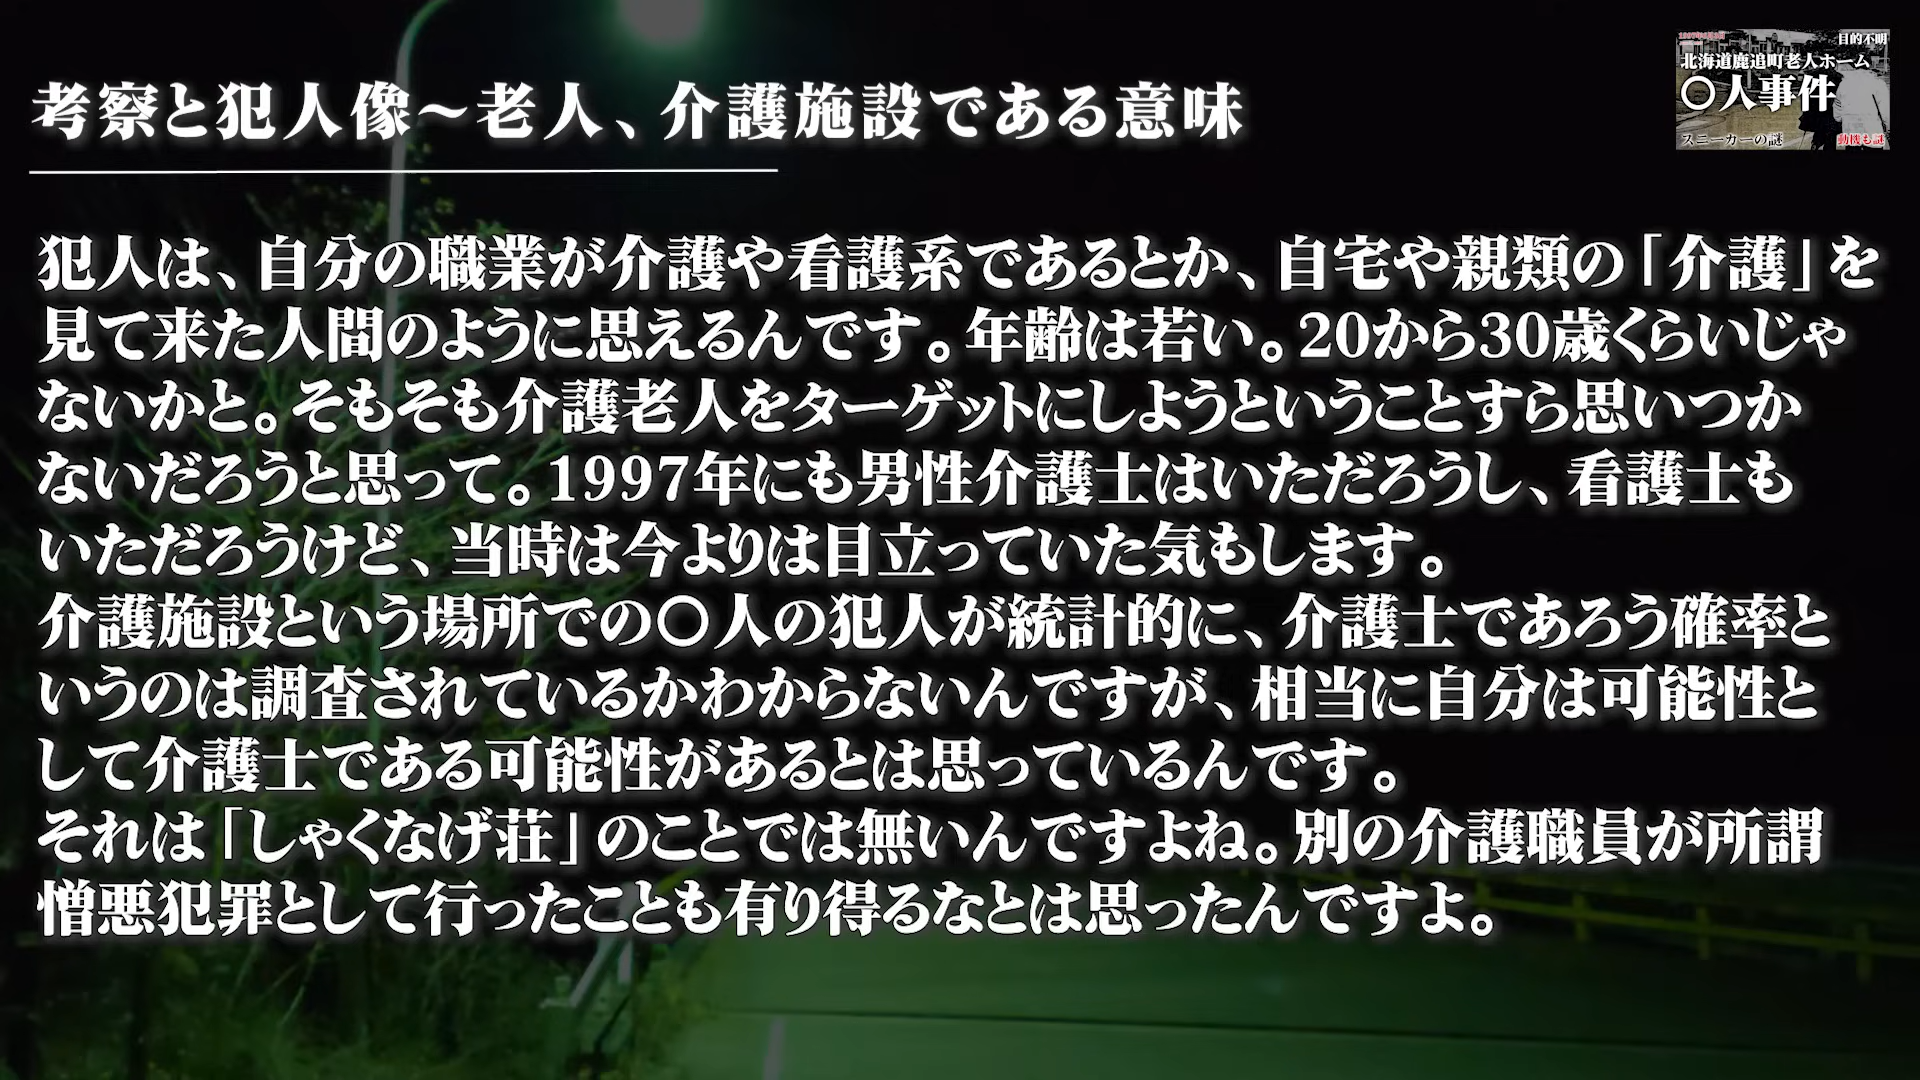 考察と犯人像～老人、介護施設である意味
目的不明
北海道鹿追町老人ホーム
〇人事件
スニーカーの謎
動機も謎
犯人は、自分の職業が介護や看護系であるとか、自宅や親類の「介護」を
見て来た人間のように思えるんです。年齢は若い。20から30歳くらいじゃ
ないかと。そもそも介護老人をターゲットにしようということすら思いつか
ないだろうと思って。1997年にも男性介護士はいただろうし、看護士も
いただろうけど、当時は今よりは目立っていた気もします。
介護施設という場所での〇人の犯人が統計的に、介護士であろう確率と
いうのは調査されているかわからないんですが、相当に自分は可能性と
して介護士である可能性があるとは思っているんです。
それは「しゃくなげ荘」のことでは無いんですよね。別の介護職員が所謂
憎悪犯罪として行ったことも有り得るなとは思ったんですよ。